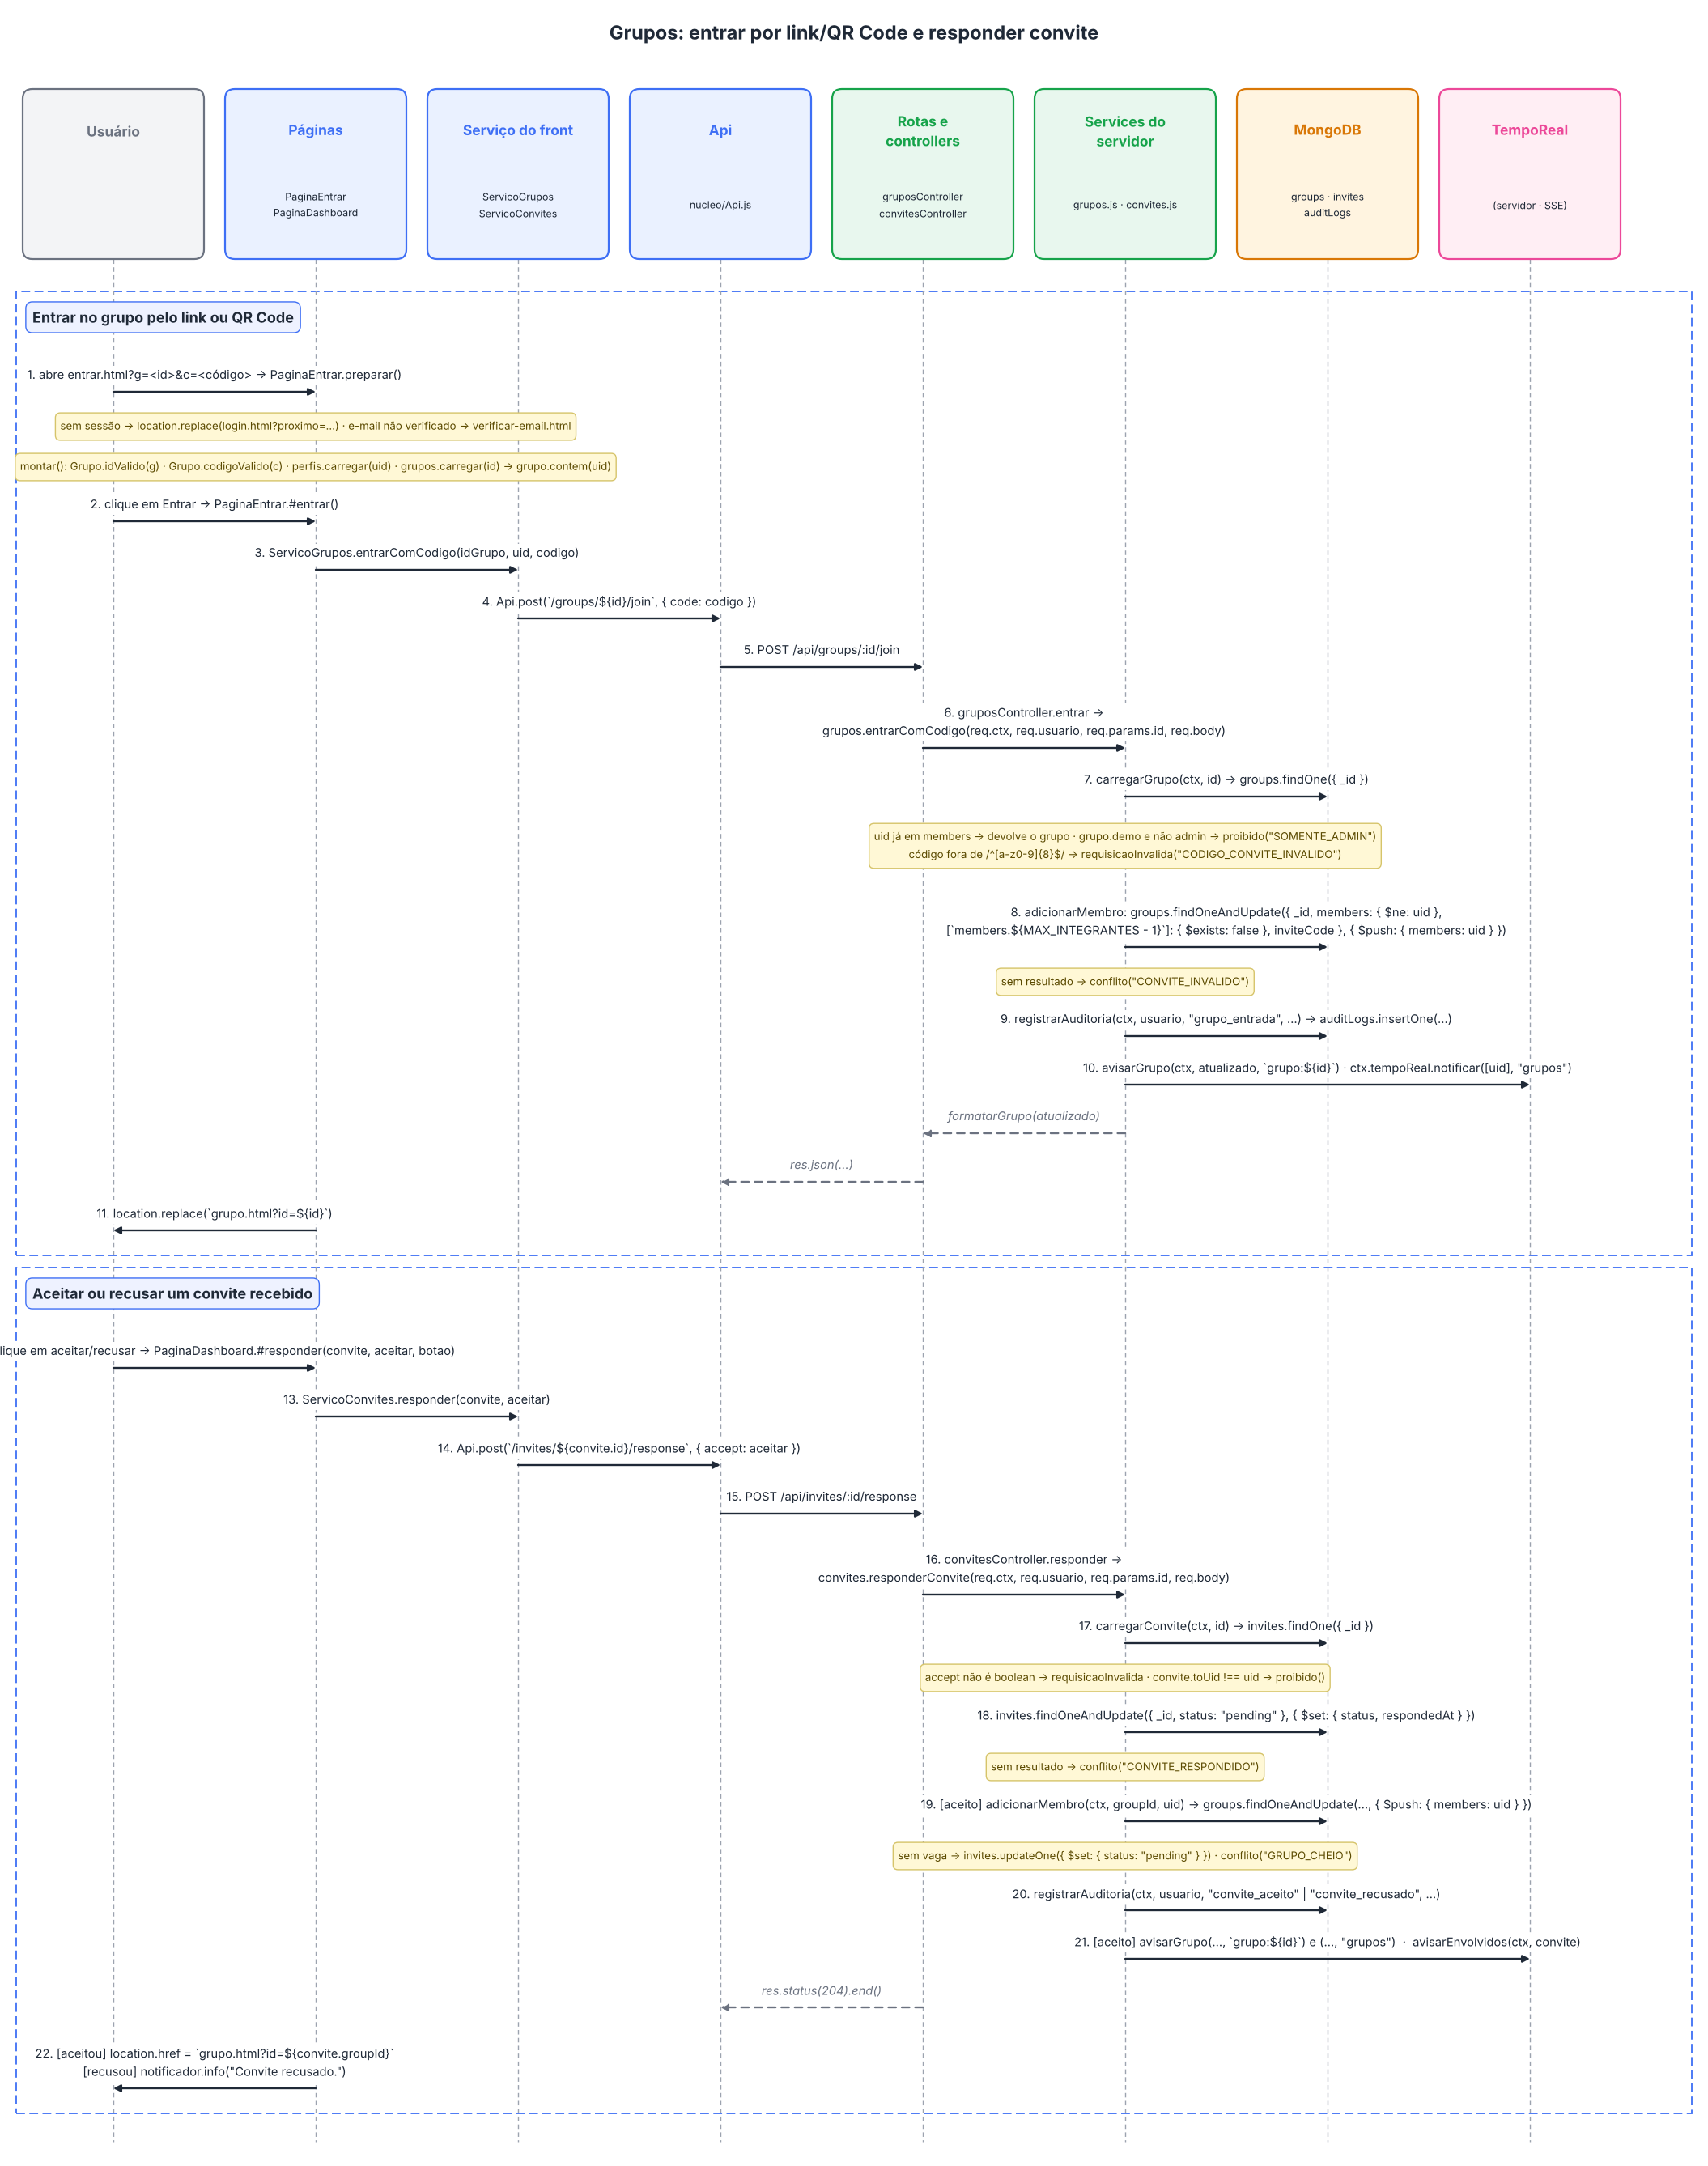 Grupos: entrar por link/QR Code e responder convite
Usuário
Páginas
PaginaEntrar
PaginaDashboard
Serviço do front
ServicoGrupos
ServicoConvites
Api
nucleo/Api.js
Rotas e
controllers
gruposController
convitesController
Services do
servidor
grupos.js · convites.js
MongoDB
groups · invites
auditLogs
TempoReal
(servidor · SSE)
Entrar no grupo pelo link ou QR Code
1. abre entrar.html?g=<id>&c=<código> → PaginaEntrar.preparar()
sem sessão → location.replace(login.html?proximo=...) · e-mail não verificado → verificar-email.html
montar(): Grupo.idValido(g) · Grupo.codigoValido(c) · perfis.carregar(uid) · grupos.carregar(id) → grupo.contem(uid)
2. clique em Entrar → PaginaEntrar.#entrar()
3. ServicoGrupos.entrarComCodigo(idGrupo, uid, codigo)
4. Api.post(`/groups/${id}/join`, { code: codigo })
5. POST /api/groups/:id/join
6. gruposController.entrar →
grupos.entrarComCodigo(req.ctx, req.usuario, req.params.id, req.body)
7. carregarGrupo(ctx, id) → groups.findOne({ _id })
uid já em members → devolve o grupo · grupo.demo e não admin → proibido("SOMENTE_ADMIN")
código fora de /^[a-z0-9]{8}$/ → requisicaoInvalida("CODIGO_CONVITE_INVALIDO")
8. adicionarMembro: groups.findOneAndUpdate({ _id, members: { $ne: uid },
[`members.${MAX_INTEGRANTES - 1}`]: { $exists: false }, inviteCode }, { $push: { members: uid } })
sem resultado → conflito("CONVITE_INVALIDO")
9. registrarAuditoria(ctx, usuario, "grupo_entrada", ...) → auditLogs.insertOne(...)
10. avisarGrupo(ctx, atualizado, `grupo:${id}`) · ctx.tempoReal.notificar([uid], "grupos")
formatarGrupo(atualizado)
res.json(...)
11. location.replace(`grupo.html?id=${id}`)
Aceitar ou recusar um convite recebido
lique em aceitar/recusar → PaginaDashboard.#responder(convite, aceitar, botao)
13. ServicoConvites.responder(convite, aceitar)
14. Api.post(`/invites/${convite.id}/response`, { accept: aceitar })
15. POST /api/invites/:id/response
16. convitesController.responder →
convites.responderConvite(req.ctx, req.usuario, req.params.id, req.body)
17. carregarConvite(ctx, id) → invites.findOne({ _id })
accept não é boolean → requisicaoInvalida · convite.toUid !== uid → proibido()
18. invites.findOneAndUpdate({ _id, status: "pending" }, { $set: { status, respondedAt } })
sem resultado → conflito("CONVITE_RESPONDIDO")
19. [aceito] adicionarMembro(ctx, groupId, uid) → groups.findOneAndUpdate(..., { $push: { members: uid } })
sem vaga → invites.updateOne({ $set: { status: "pending" } }) · conflito("GRUPO_CHEIO")
20. registrarAuditoria(ctx, usuario, "convite_aceito" | "convite_recusado", ...)
21. [aceito] avisarGrupo(..., `grupo:${id}`) e (..., "grupos") · avisarEnvolvidos(ctx, convite)
res.status(204).end()
22. [aceitou] location.href = `grupo.html?id=${convite.groupId}`
[recusou] notificador.info("Convite recusado.")